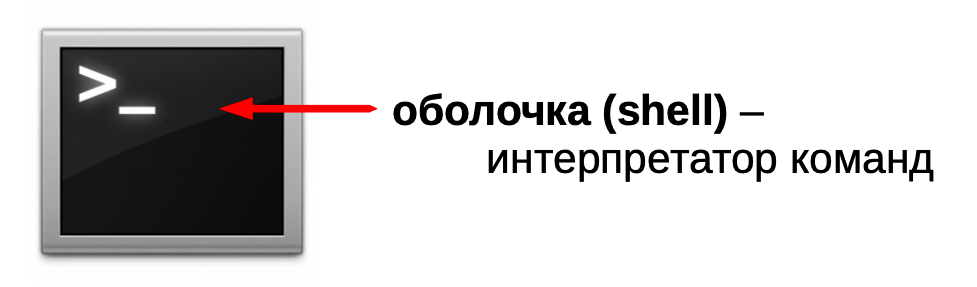 >_
оболочка (shell) –
интерпретатор команд